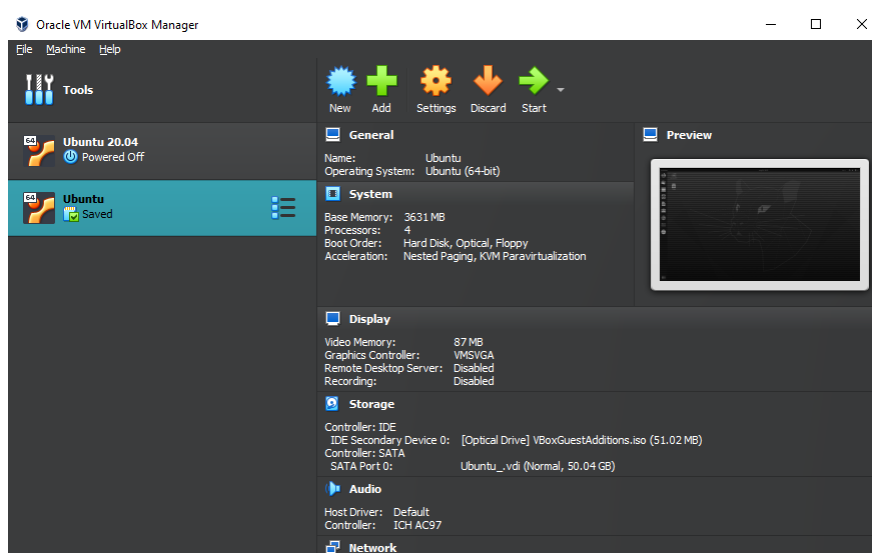 Oracle VM VirtualBox Manager
File Machine Help
Tools
New Add Settings Discard Start
64
Ubuntu 20.04
Powered Off
64
Ubuntu
Saved
General
Name: Ubuntu
Operating System: Ubuntu (64-bit)
Preview
System
Base Memory: 3631 MB
Processors: 4
Boot Order: Hard Disk, Optical, Floppy
Acceleration: Nested Paging, KVM Paravirtualization
Display
Video Memory: 87 MB
Graphics Controller: VMSVGA
Remote Desktop Server: Disabled
Recording: Disabled
Storage
Controller: IDE
IDE Secondary Device 0: [Optical Drive] VBoxGuestAdditions.iso (51.02 MB)
Controller: SATA
SATA Port 0: Ubuntu_.vdi (Normal, 50.04 GB)
Audio
Host Driver: Default
Controller: ICH AC97
Network